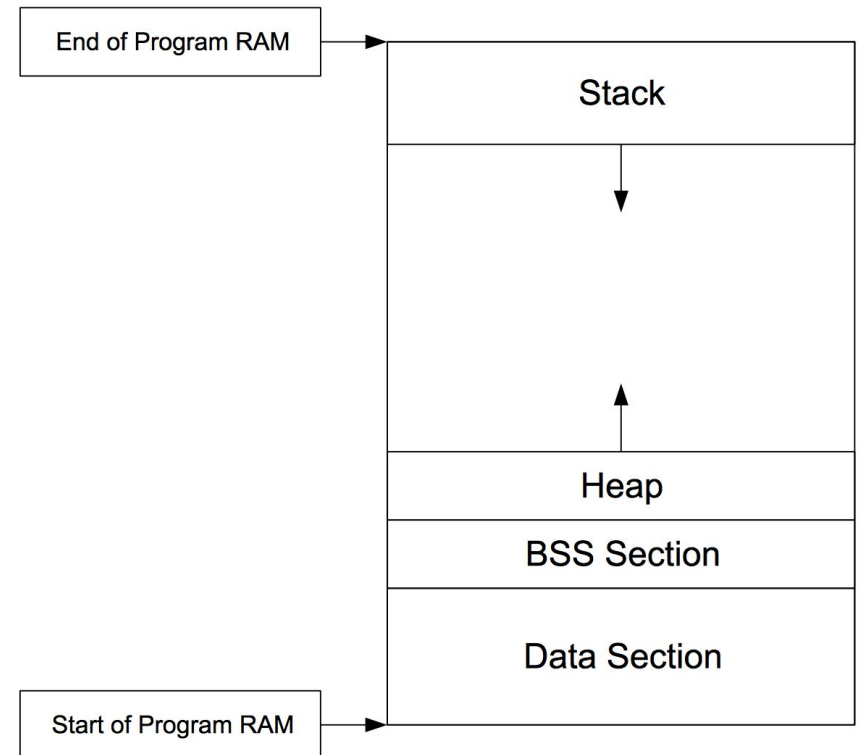 End of Program RAM
Stack
Heap
BSS Section
Data Section
Start of Program RAM